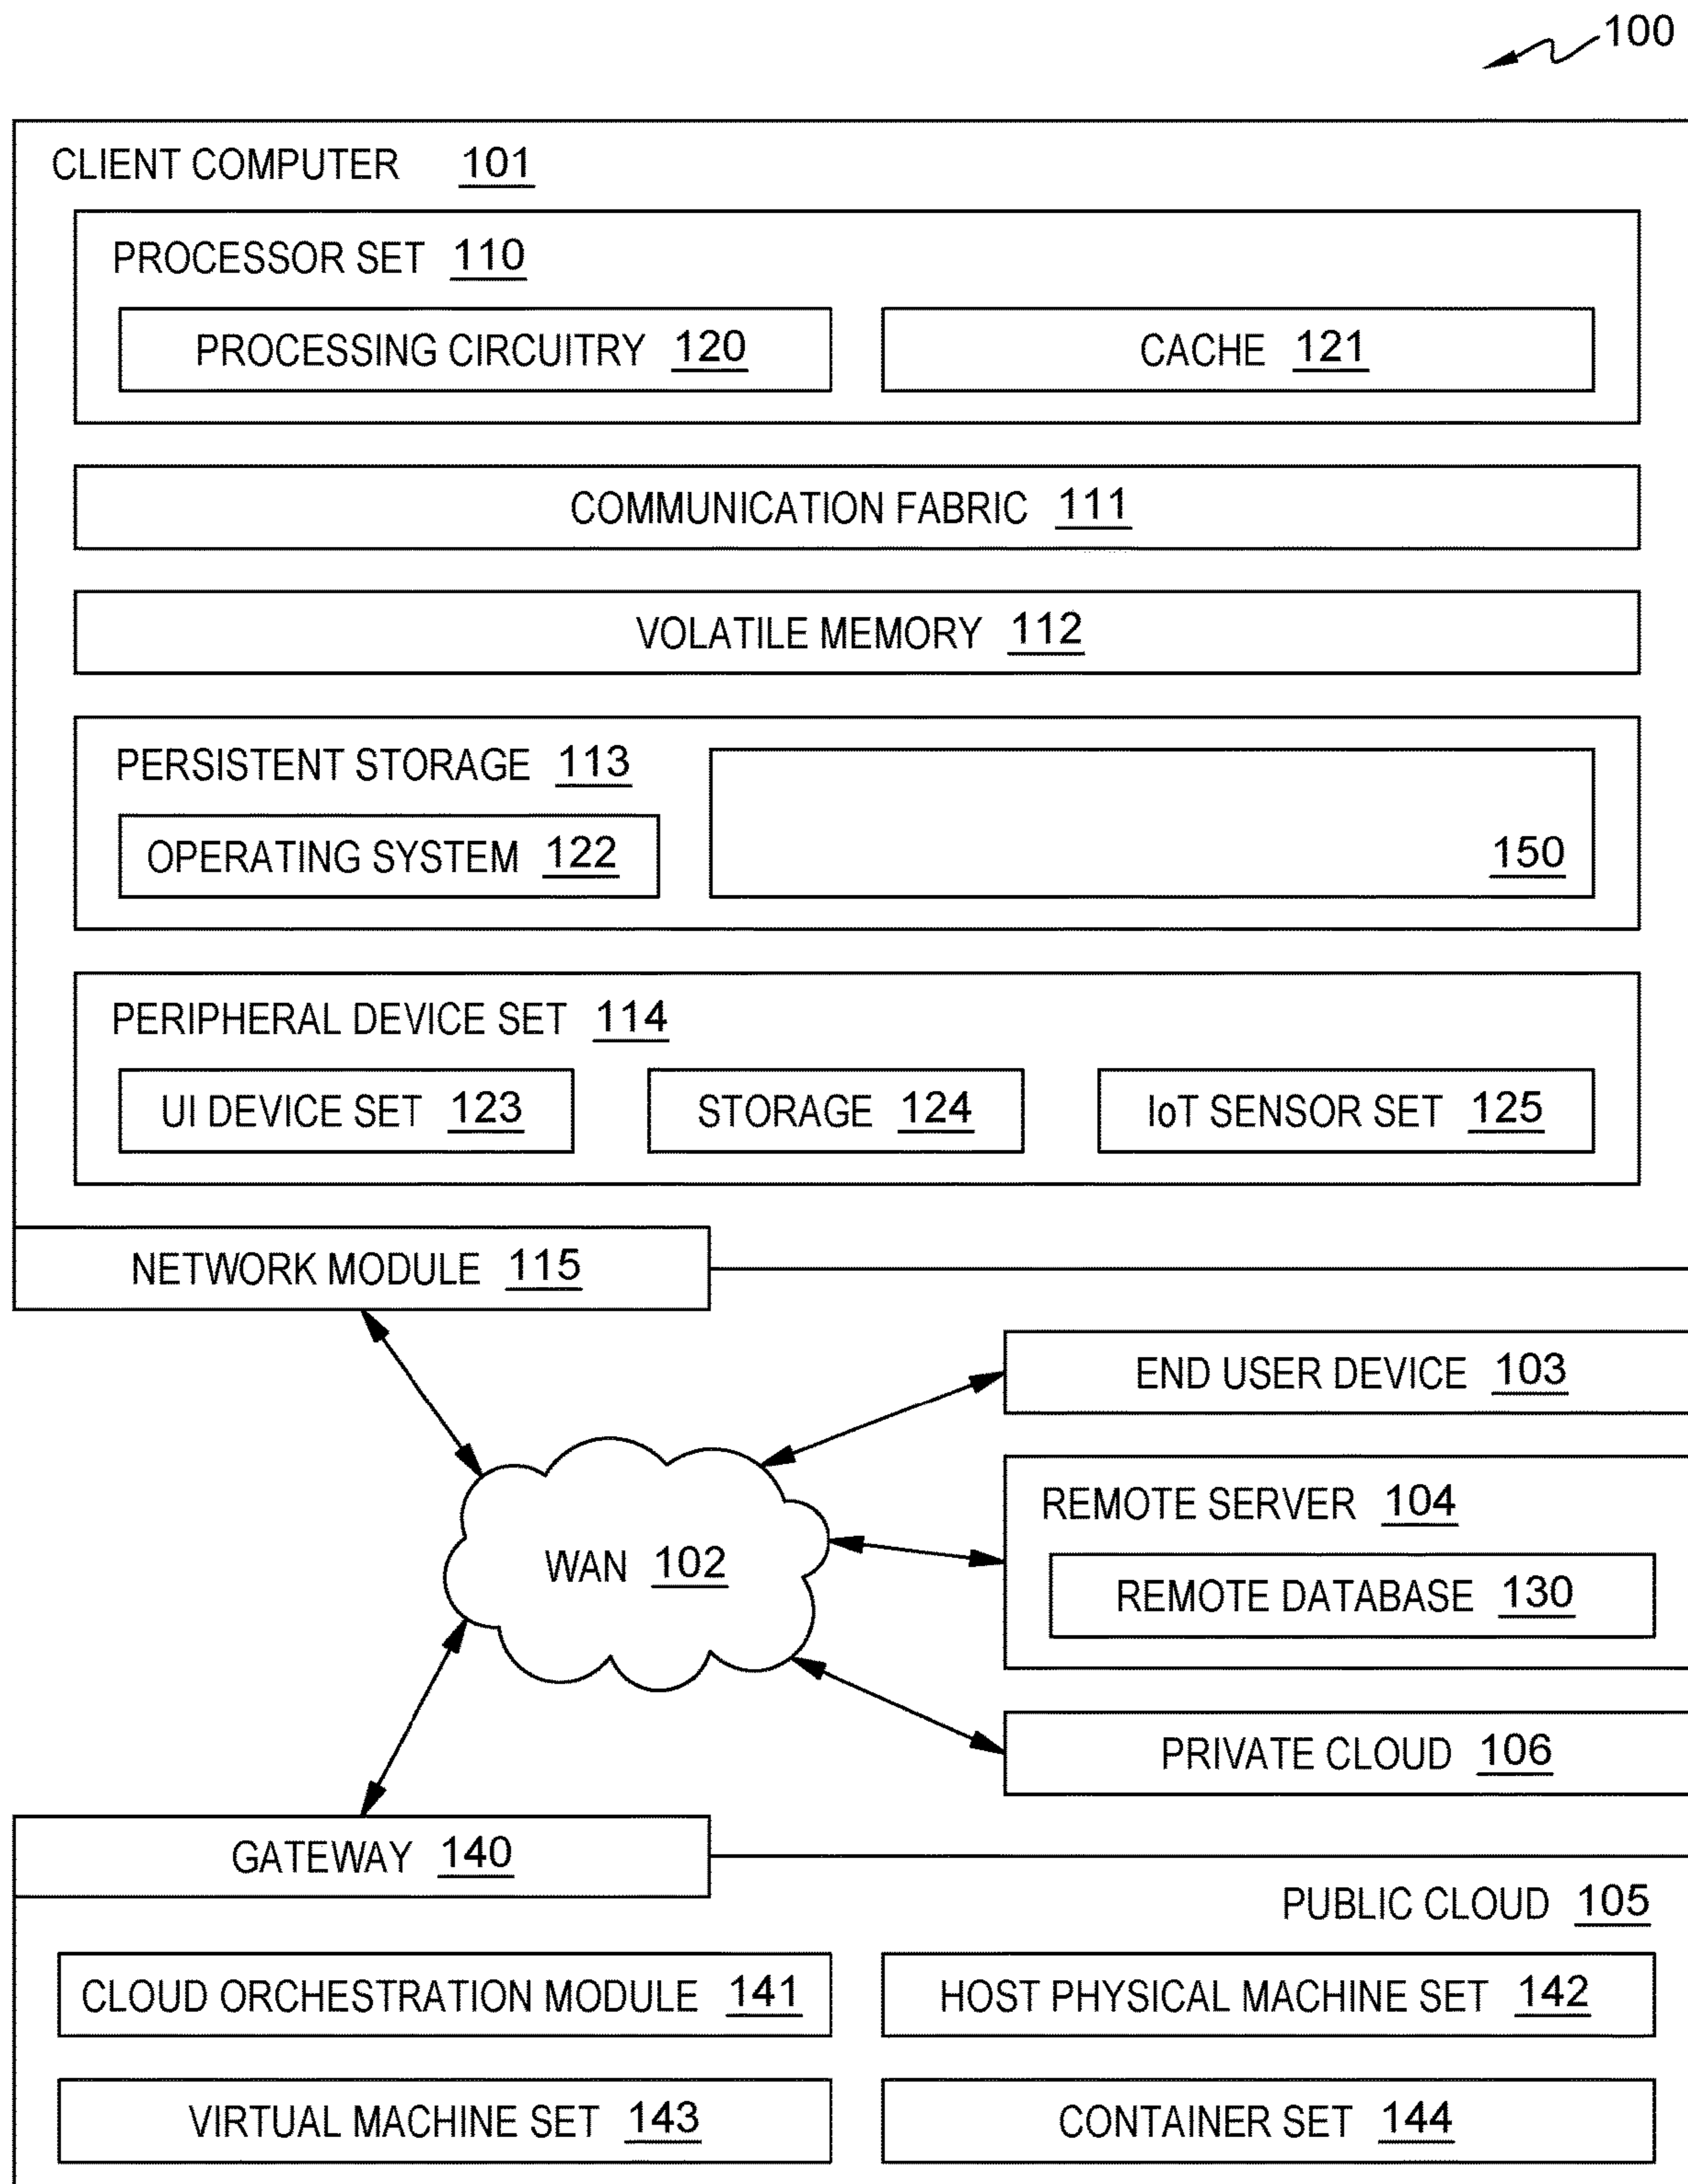 100
CLIENT COMPUTER 101
PROCESSOR SET 110
PROCESSING CIRCUITRY 120
CACHE 121
COMMUNICATION FABRIC 111
VOLATILE MEMORY 112
PERSISTENT STORAGE 113
OPERATING SYSTEM 122
150
PERIPHERAL DEVICE SET 114
UI DEVICE SET 123
STORAGE 124
IoT SENSOR SET 125
NETWORK MODULE 115
END USER DEVICE 103
REMOTE SERVER 104
WAN 102
REMOTE DATABASE 130
PRIVATE CLOUD 106
GATEWAY 140
PUBLIC CLOUD 105
CLOUD ORCHESTRATION MODULE 141
HOST PHYSICAL MACHINE SET 142
VIRTUAL MACHINE SET 143
CONTAINER SET 144